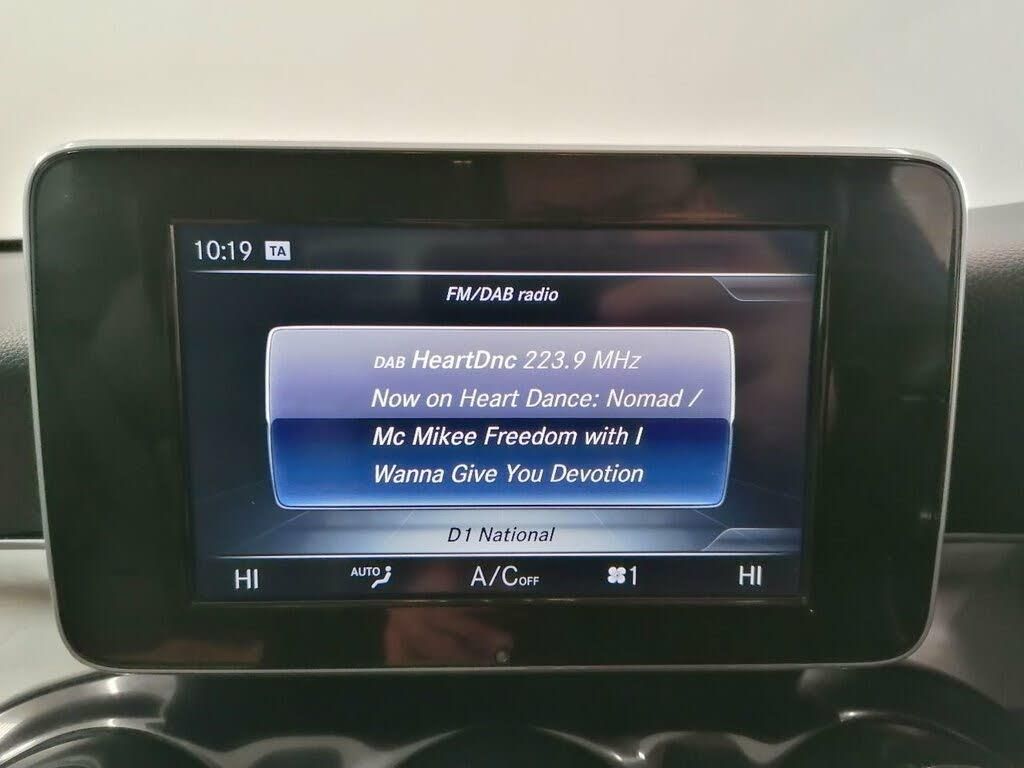 10:19 TA
FM/DAB radio
DAB HeartDnc 223.9 MHz
Now on Heart Dance: Nomad /
Mc Mikee Freedom with I
Wanna Give You Devotion
D1 National
HI AUTO A/C OFF 1 HI